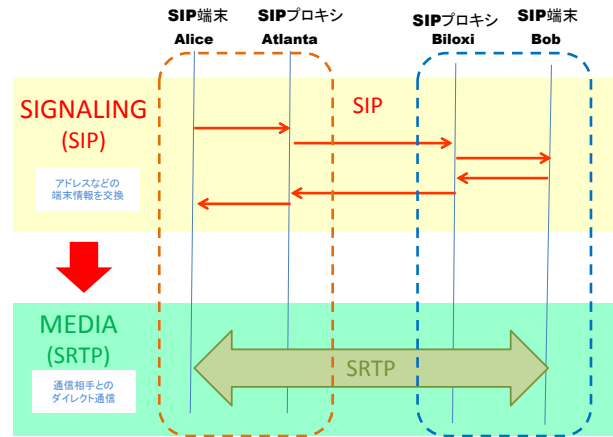 SIP端末
Alice
SIPプロキシ
Atlanta
SIPプロキシ
Biloxi
SIP端末
Bob
SIGNALING
(SIP)
SIP
アドレスなどの
端末情報を交換
MEDIA
(SRTP)
SRTP
通信相手との
ダイレクト通信